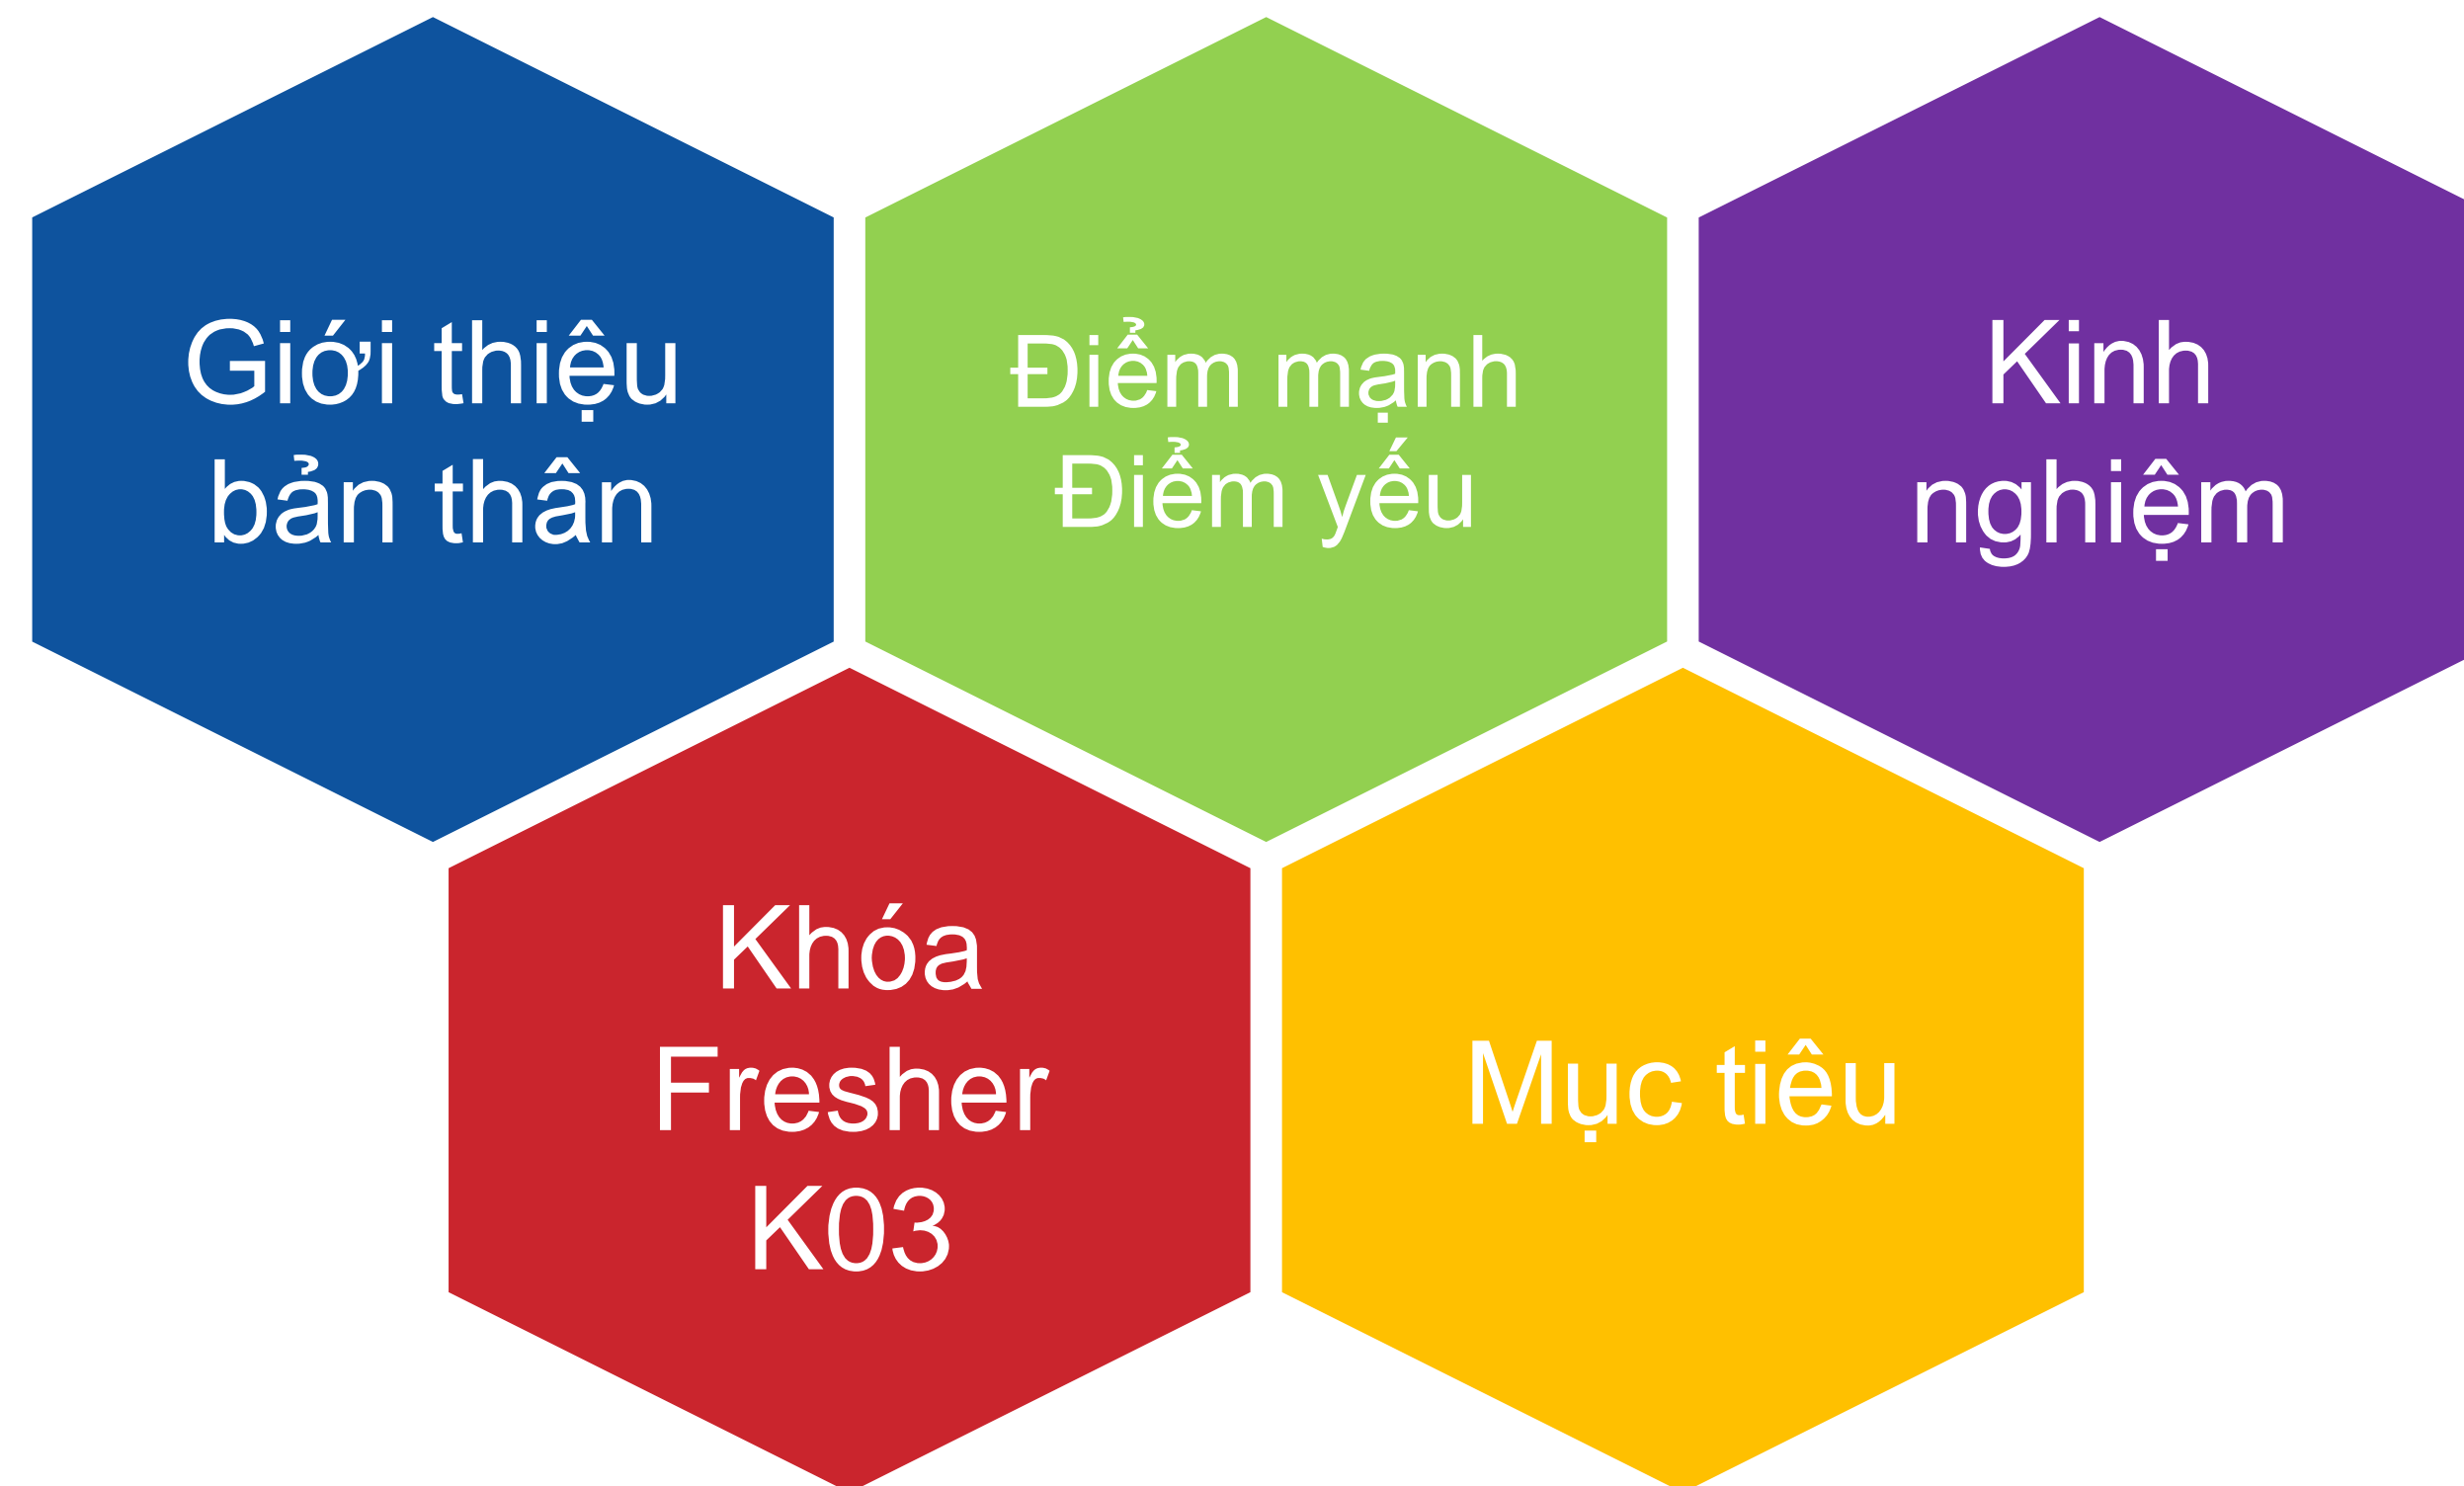 Giới thiệu
bản thân
Điểm mạnh
Điểm yếu
Kinh
nghiệm
Khóa
Fresher
K03
Mục tiêu